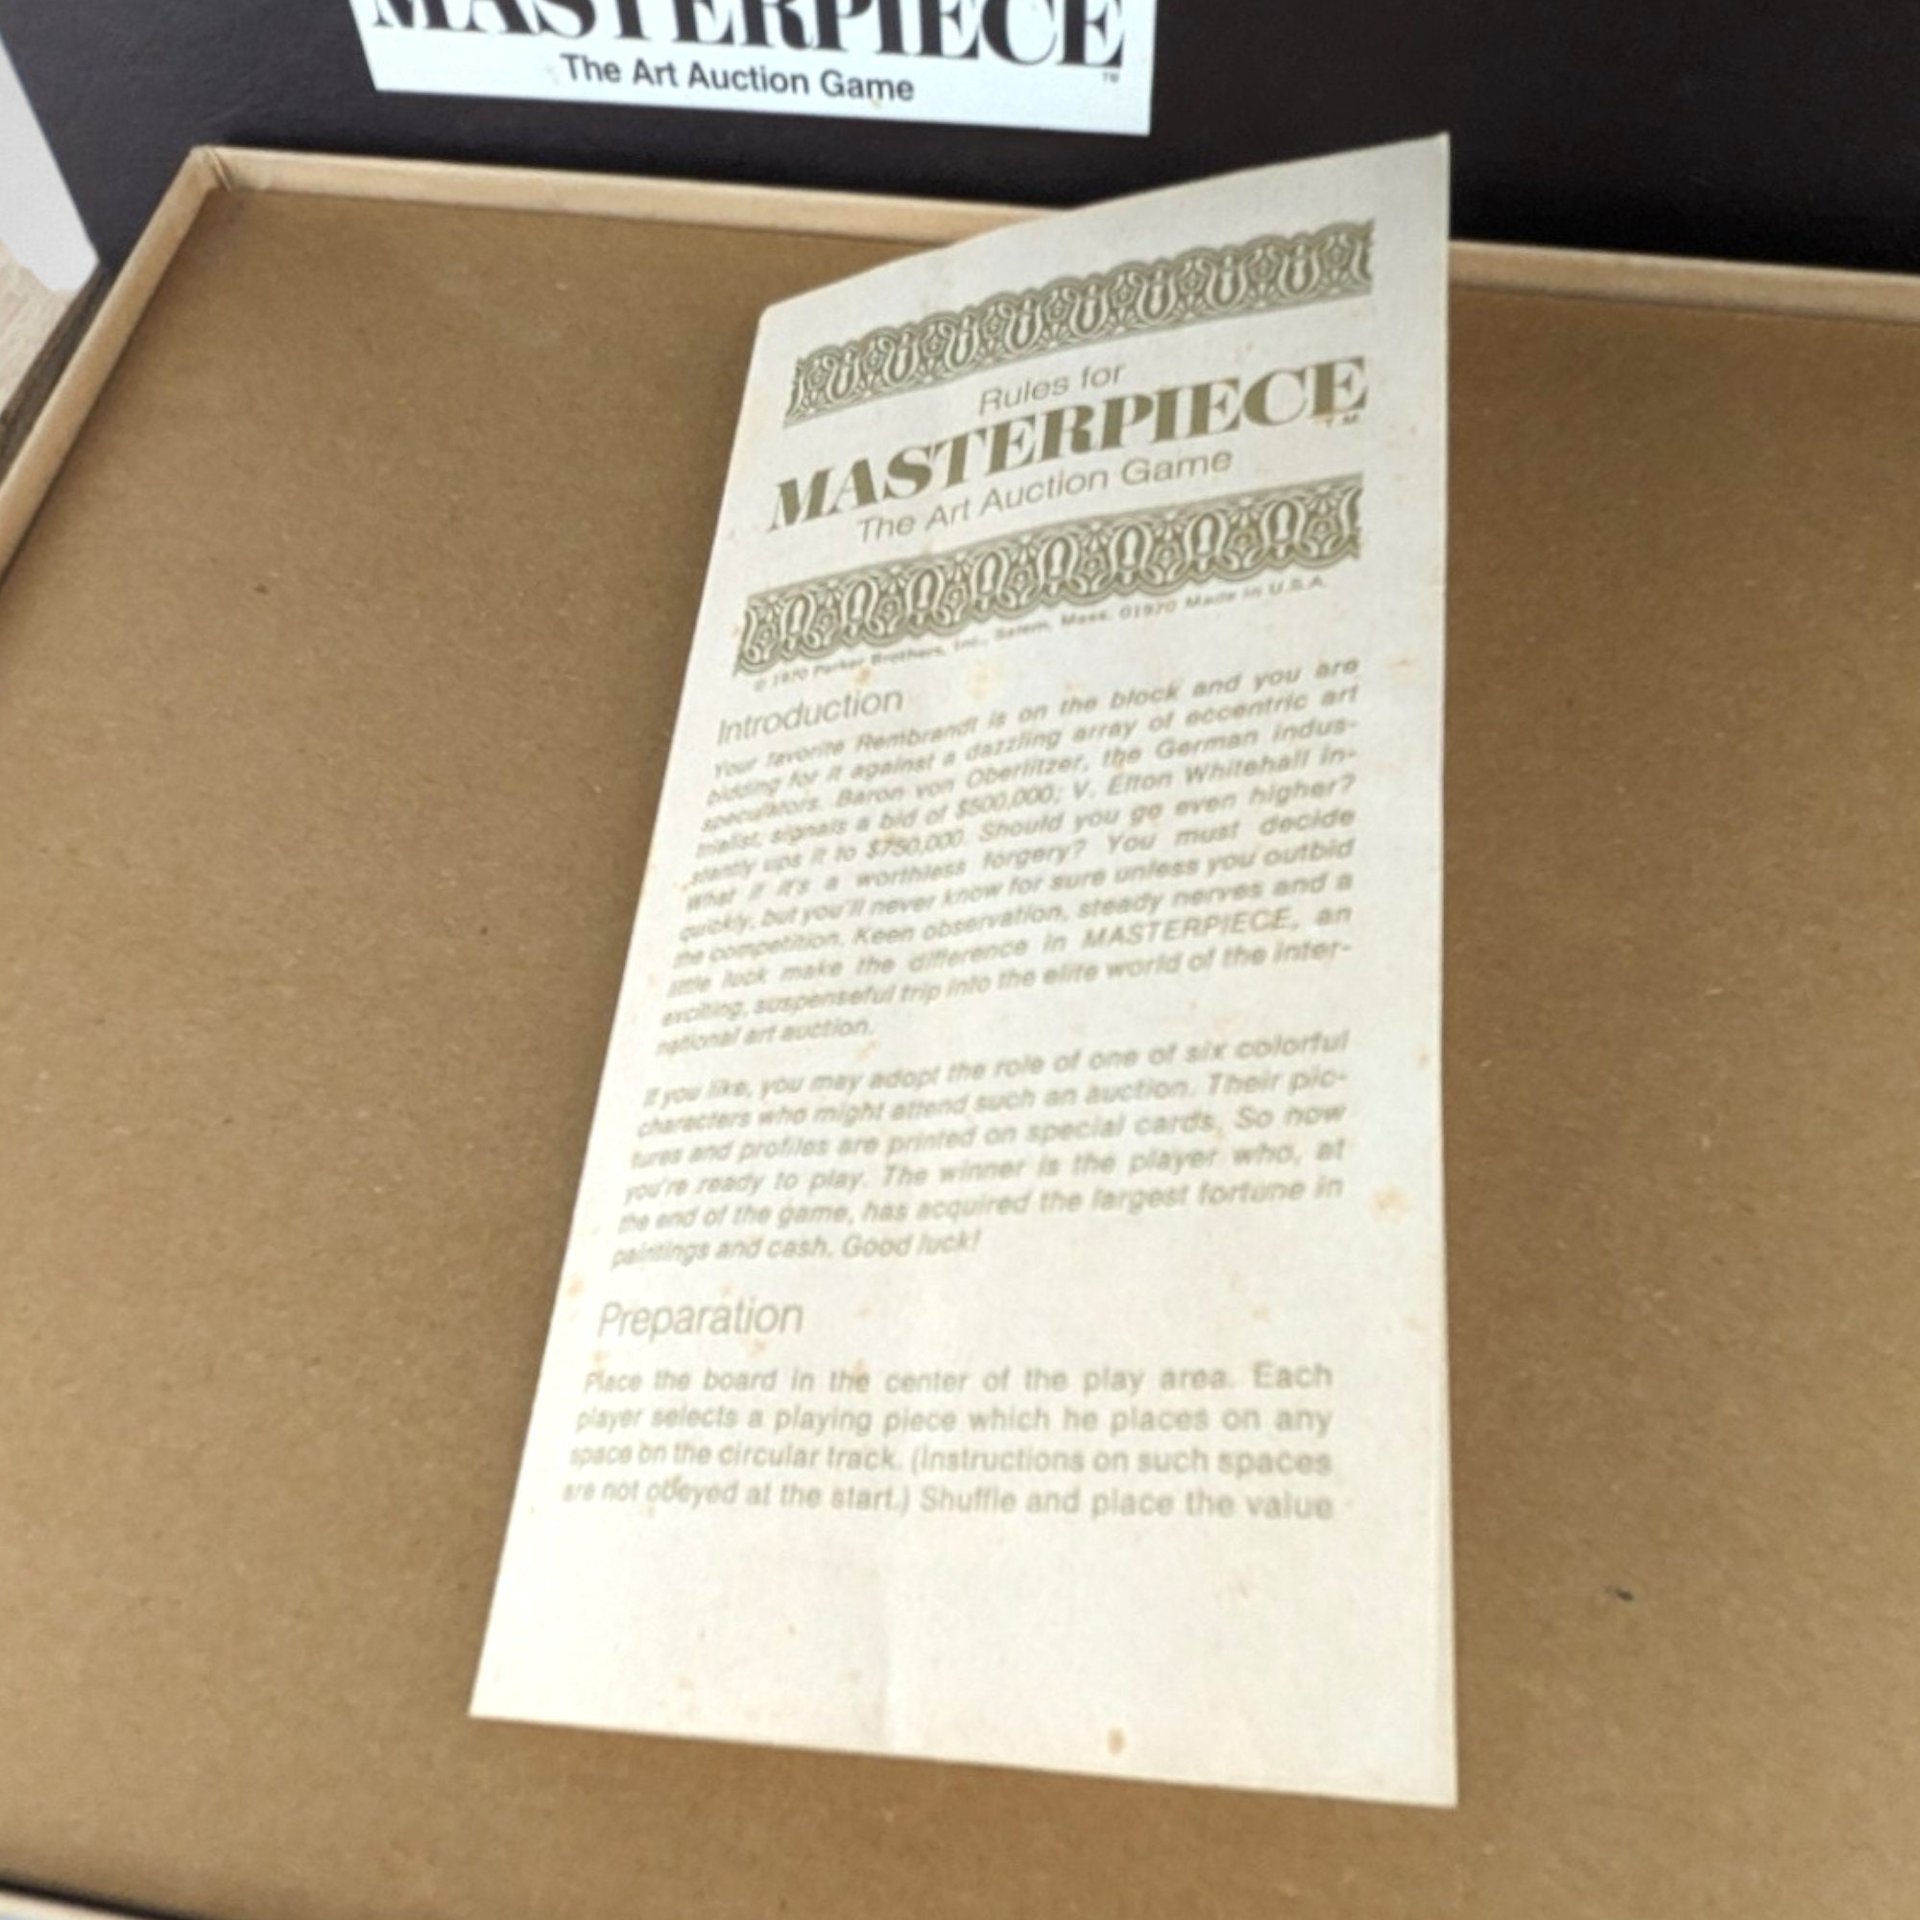 MASTERPIECE
TM
The Art Auction Game
Rules for
MASTERPIECE
T.M.
The Art Auction Game
© 1970 Parker Brothers, Inc., Salem, Mass. 01970 Made in U.S.A.
Introduction
Your favorite Rembrandt is on the block and you are
bidding for it against a dazzling array of eccentric art
speculators. Baron von Oberlitzer, the German indus-
trialist, signals a bid of $500,000; V. Elton Whitehall in-
stantly ups it to $750,000. Should you go even higher?
What if it's a worthless forgery? You must decide
quickly, but you'll never know for sure unless you outbid
the competition. Keen observation, steady nerves and a
little luck make the difference in MASTERPIECE, an
exciting, suspenseful trip into the elite world of the inter-
national art auction.
If you like, you may adopt the role of one of six colorful
characters who might attend such an auction. Their pic-
tures and profiles are printed on special cards. So now
you're ready to play. The winner is the player who, at
the end of the game, has acquired the largest fortune in
paintings and cash. Good luck!
Preparation
Place the board in the center of the play area. Each
player selects a playing piece which he places on any
space on the circular track. (Instructions on such spaces
are not obeyed at the start.) Shuffle and place the value